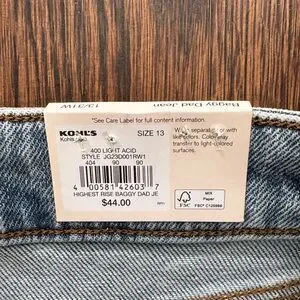 13/31W
Baggy Dad Jean
*See Care Label for full content information.
KOHL'S
Kohls.com
SIZE 13
400 LIGHT ACID
STYLE JG23D001RW1
404 90 90
4 00581 42603 7
HIGHEST RISE BAGGY DAD JE
$44.00
Wash separately or with
like colors. Color may
transfer to light-colored
surfaces.
FSC
MIX
Paper